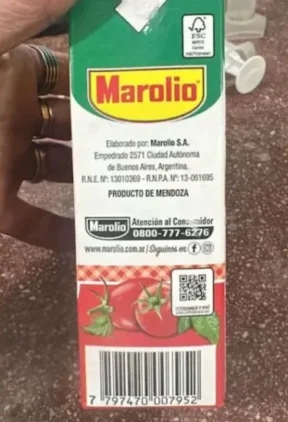 FSC
Marolio
Elaborado por: Marolio S.A.
Empedrado 2571 Ciudad Autónoma
de Buenos Aires, Argentina.
R.N.E. Nº: 13010369 - R.N.P.A. Nº: 13-061695
PRODUCTO DE MENDOZA
Marolio Atención al Consumidor
0800-777-6276
www.marolio.com.ar / Seguinos en
7 797470 007952